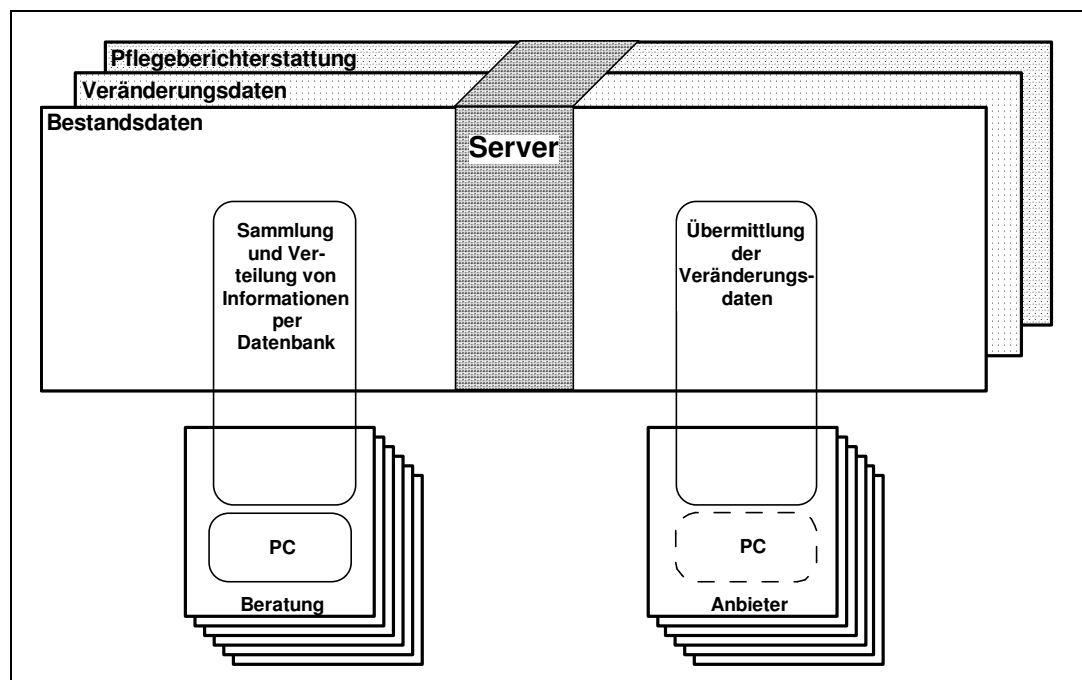 Pflegeberichterstattung
Veränderungsdaten
Bestandsdaten
Server
Sammlung
und Ver-
teilung von
Informationen
per
Datenbank
Übermittlung
der
Veränderungs-
daten
PC
Beratung
PC
Anbieter